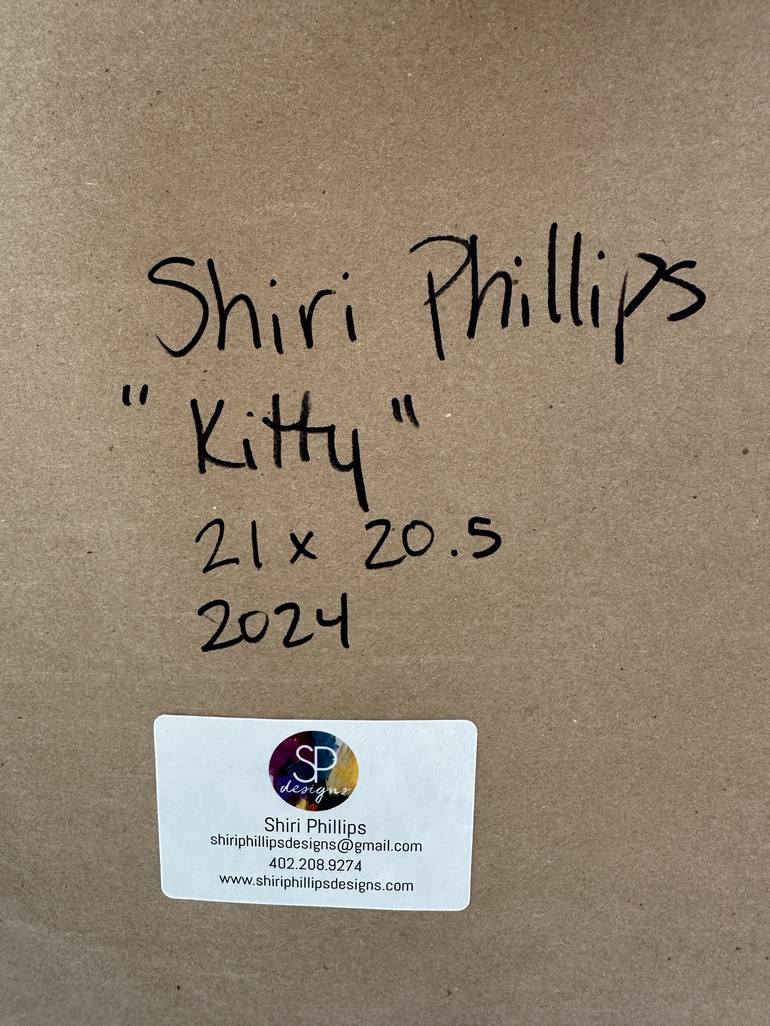 Shiri Phillips
"Kitty"
21 x 20.5
2024
SP
designs
Shiri Phillips
shiriphillipsdesigns@gmail.com
402.208.9274
www.shiriphillipsdesigns.com